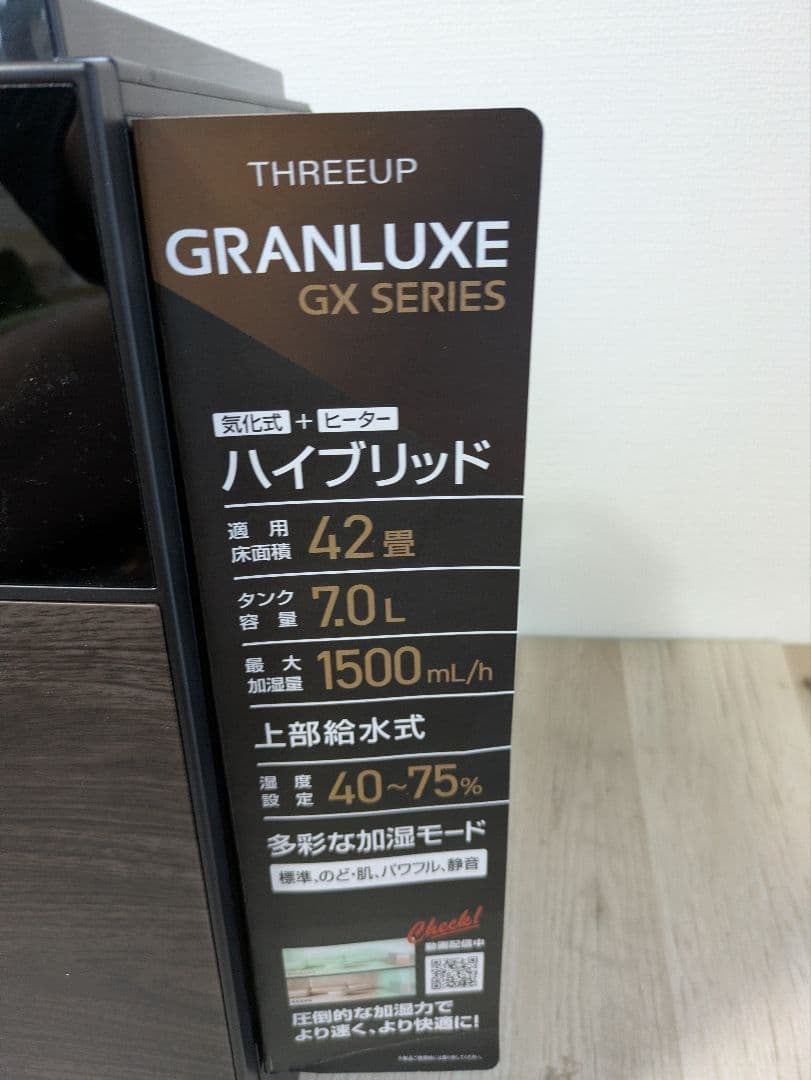 THREEUP
GRANLUXE
GX SERIES
気化式 + ヒーター
ハイブリッド
適用
床面積 42畳
タンク
容量 7.0L
最大
加湿量 1500mL/h
上部給水式
湿度
設定 40~75%
多彩な加湿モード
標準、のど・肌、パワフル、静音
Check!
動画配信中
圧倒的な加湿力で
より速く、より快適に!